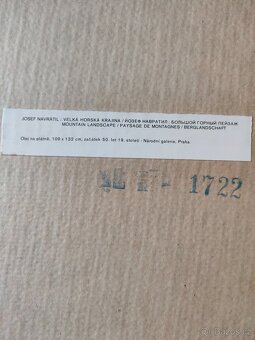 JOSEF NAVRÁTIL : VELKÁ HORSKÁ KRAJINA / ЙОЗЕФ НАВРАТИЛ : БОЛЬШОЙ ГОРНЫЙ ПЕЙЗАЖ
MOUNTAIN LANDSCAPE / PAYSAGE DE MONTAGNES / BERGLANDSCHAFT
Olej na plátně, 109 x 132 cm, začátek 50. let 19. století - Národní galerie, Praha
1722